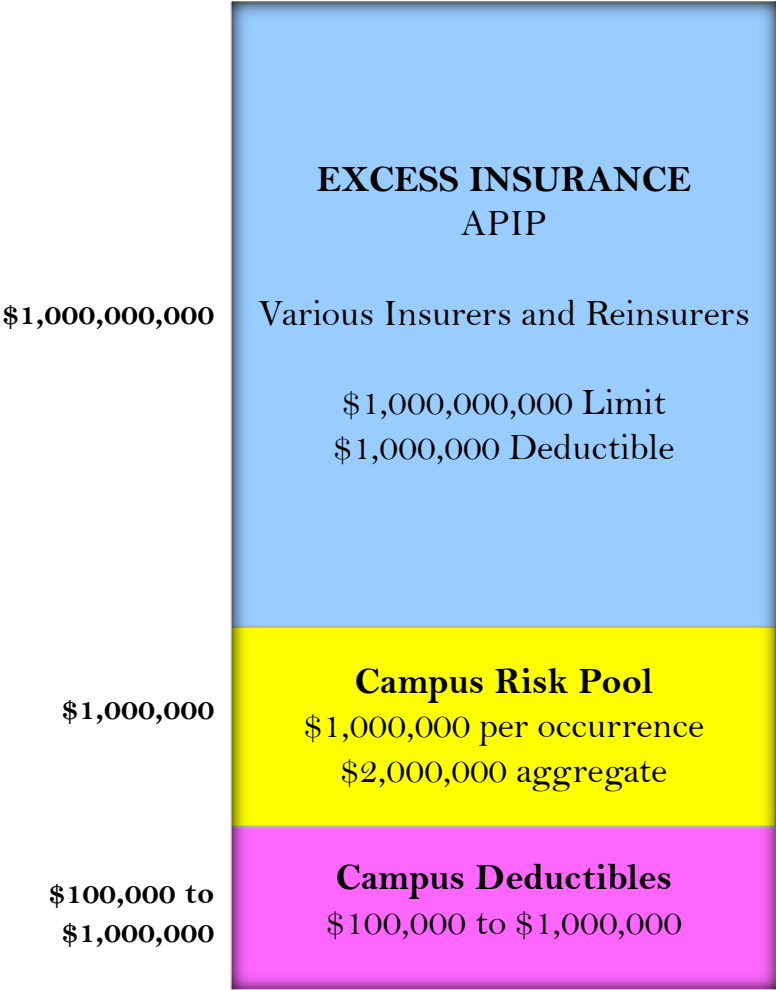 EXCESS INSURANCE
APIP
$1,000,000,000
Various Insurers and Reinsurers
$1,000,000,000 Limit
$1,000,000 Deductible
$1,000,000
Campus Risk Pool
$1,000,000 per occurrence
$2,000,000 aggregate
$100,000 to
$1,000,000
Campus Deductibles
$100,000 to $1,000,000